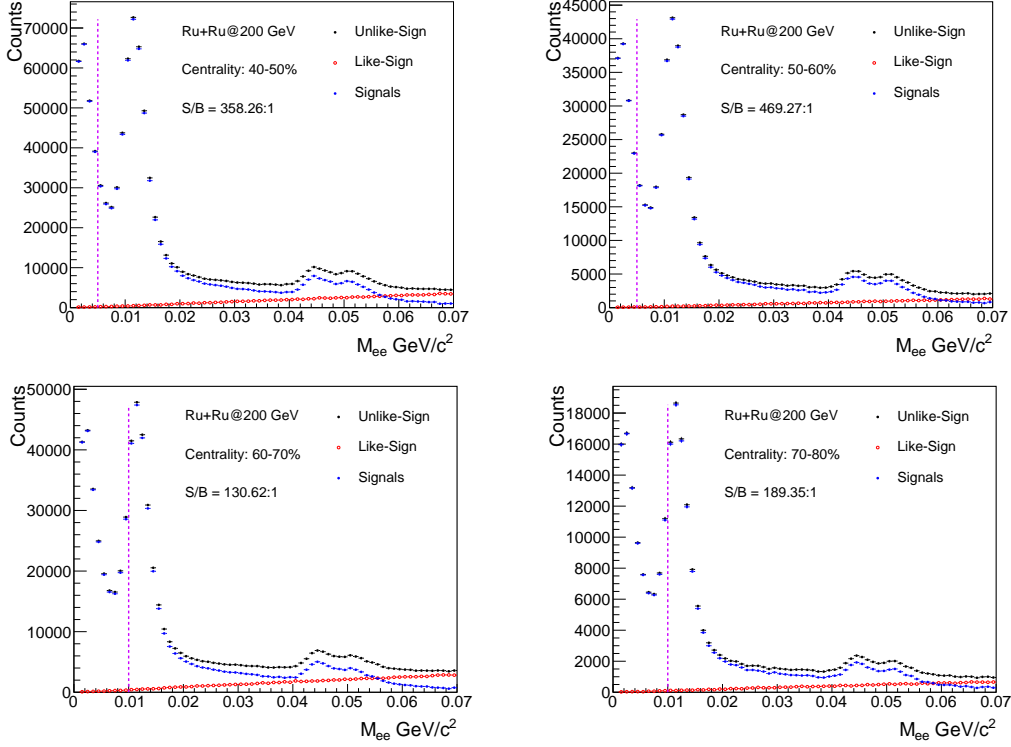 Counts
70000
60000
50000
40000
30000
20000
10000
0
Ru+Ru@200 GeV
Centrality: 40-50%
S/B = 358.26:1
Unlike-Sign
Like-Sign
Signals
0 0.01 0.02 0.03 0.04 0.05 0.06 0.07
M_ee GeV/c²
Counts
45000
40000
35000
30000
25000
20000
15000
10000
5000
0
Ru+Ru@200 GeV
Centrality: 50-60%
S/B = 469.27:1
Unlike-Sign
Like-Sign
Signals
0 0.01 0.02 0.03 0.04 0.05 0.06 0.07
M_ee GeV/c²
Counts
50000
40000
30000
20000
10000
0
Ru+Ru@200 GeV
Centrality: 60-70%
S/B = 130.62:1
Unlike-Sign
Like-Sign
Signals
0 0.01 0.02 0.03 0.04 0.05 0.06 0.07
M_ee GeV/c²
Counts
18000
16000
14000
12000
10000
8000
6000
4000
2000
0
Ru+Ru@200 GeV
Centrality: 70-80%
S/B = 189.35:1
Unlike-Sign
Like-Sign
Signals
0 0.01 0.02 0.03 0.04 0.05 0.06 0.07
M_ee GeV/c²